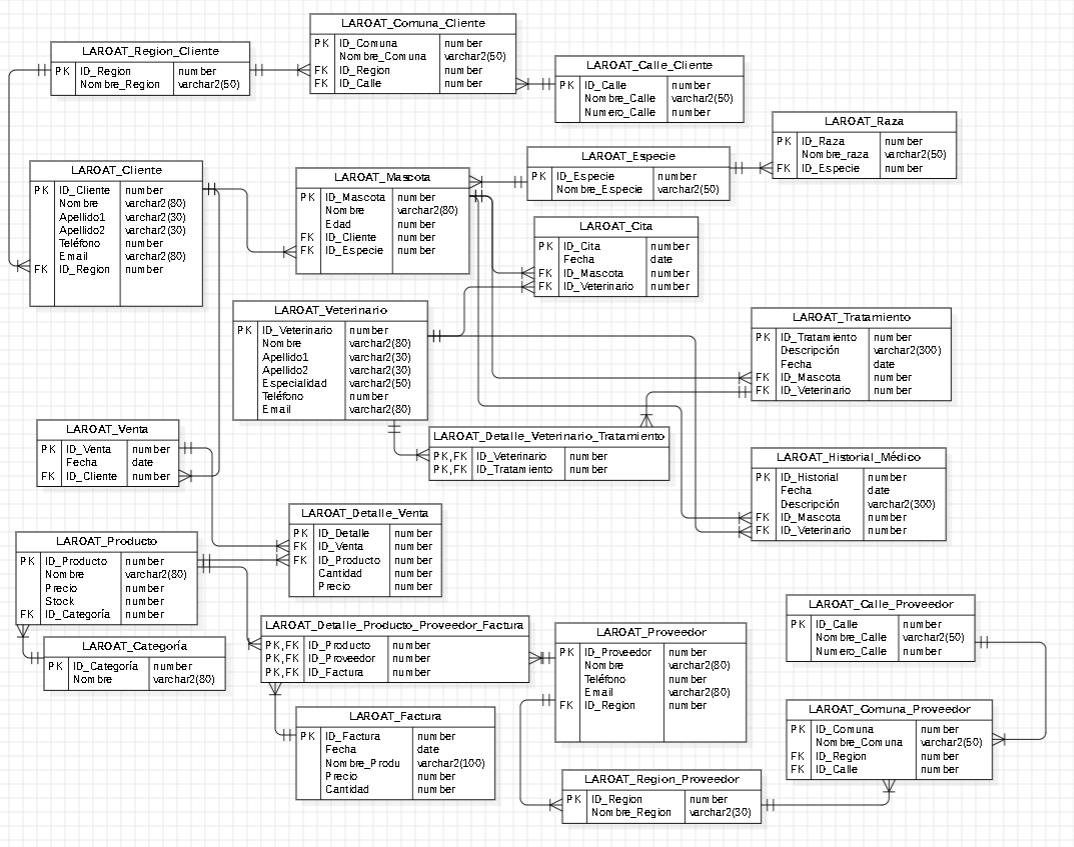 LAROAT_Region_Cliente
PK ID_Region number
Nombre_Region varchar2(50)
LAROAT_Comuna_Cliente
PK ID_Comuna number
Nombre_Comuna varchar2(50)
FK ID_Region number
FK ID_Calle number
LAROAT_Calle_Cliente
PK ID_Calle number
Nombre_Calle varchar2(50)
Numero_Calle number
LAROAT_Raza
PK ID_Raza number
Nombre_raza varchar2(50)
FK ID_Especie number
LAROAT_Cliente
PK ID_Cliente number
Nombre varchar2(80)
Apellido1 varchar2(30)
Apellido2 varchar2(30)
Teléfono number
Email varchar2(80)
FK ID_Region number
LAROAT_Mascota
PK ID_Mascota number
Nombre varchar2(80)
Edad number
FK ID_Cliente number
FK ID_Especie number
LAROAT_Especie
PK ID_Especie number
Nombre_Especie varchar2(50)
LAROAT_Cita
PK ID_Cita number
Fecha date
FK ID_Mascota number
FK ID_Veterinario number
LAROAT_Veterinario
PK ID_Veterinario number
Nombre varchar2(80)
Apellido1 varchar2(30)
Apellido2 varchar2(30)
Especialidad varchar2(50)
Teléfono number
Email varchar2(80)
LAROAT_Tratamiento
PK ID_Tratamiento number
Descripción varchar2(300)
Fecha date
FK ID_Mascota number
FK ID_Veterinario number
LAROAT_Venta
PK ID_Venta number
Fecha date
FK ID_Cliente number
LAROAT_Detalle_Veterinario_Tratamiento
PK,FK ID_Veterinario number
PK,FK ID_Tratamiento number
LAROAT_Historial_Médico
PK ID_Historial number
Fecha date
Descripción varchar2(300)
FK ID_Mascota number
FK ID_Veterinario number
LAROAT_Detalle_Venta
PK ID_Detalle number
FK ID_Venta number
FK ID_Producto number
Cantidad number
Precio number
LAROAT_Producto
PK ID_Producto number
Nombre varchar2(80)
Precio number
Stock number
FK ID_Categoría number
LAROAT_Categoría
PK ID_Categoría number
Nombre varchar2(80)
LAROAT_Detalle_Producto_Proveedor_Factura
PK,FK ID_Producto number
PK,FK ID_Proveedor number
PK,FK ID_Factura number
LAROAT_Proveedor
PK ID_Proveedor number
Nombre varchar2(80)
Teléfono number
Email varchar2(80)
FK ID_Region number
LAROAT_Calle_Proveedor
PK ID_Calle number
Nombre_Calle varchar2(50)
Numero_Calle number
LAROAT_Factura
PK ID_Factura number
Fecha date
Nombre_Produ varchar2(100)
Precio number
Cantidad number
LAROAT_Comuna_Proveedor
PK ID_Comuna number
Nombre_Comuna varchar2(50)
FK ID_Region number
FK ID_Calle number
LAROAT_Region_Proveedor
PK ID_Region number
Nombre_Region varchar2(30)